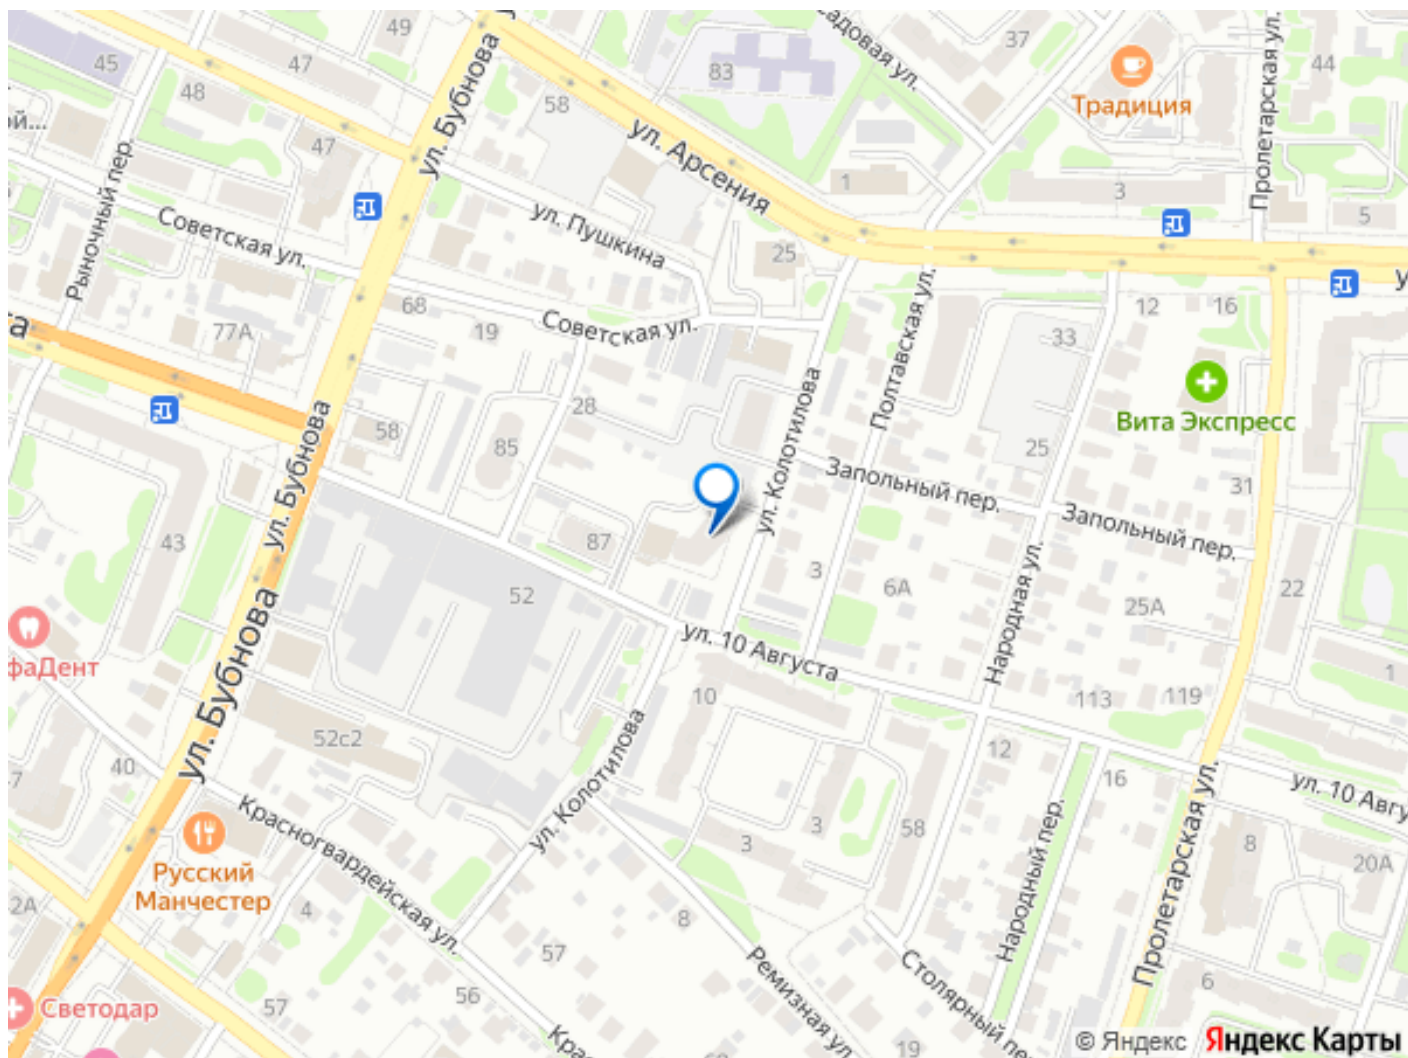 49
47
45
48
47
58
83
37
44
Традиция
3
5
1
25
ул. Бубнова
ул. Арсения
Садовая ул.
Пролетарская ул.
Рыночный пер.
Советская ул.
ул. Пушкина
Советская ул.
68
19
77А
28
58
85
12
16
33
25
31
Вита Экспресс
Полтавская ул.
ул. Колотилова
Запольный пер.
Запольный пер.
ул. Бубнова
43
87
52
3
6А
25А
22
Народная ул.
ул. 10 Августа
1
113
119
10
12
16
ул. Бубнова
52с2
40
ул. Колотилова
Красногвардейская ул.
Русский
Манчестер
3
3
58
8
20А
ул. 10 Авгу
Народный пер.
Пролетарская ул.
2А
4
57
8
57
56
Ремизная ул.
Столярный пер.
6
19
Светодар
© Яндекс
Яндекс Карты